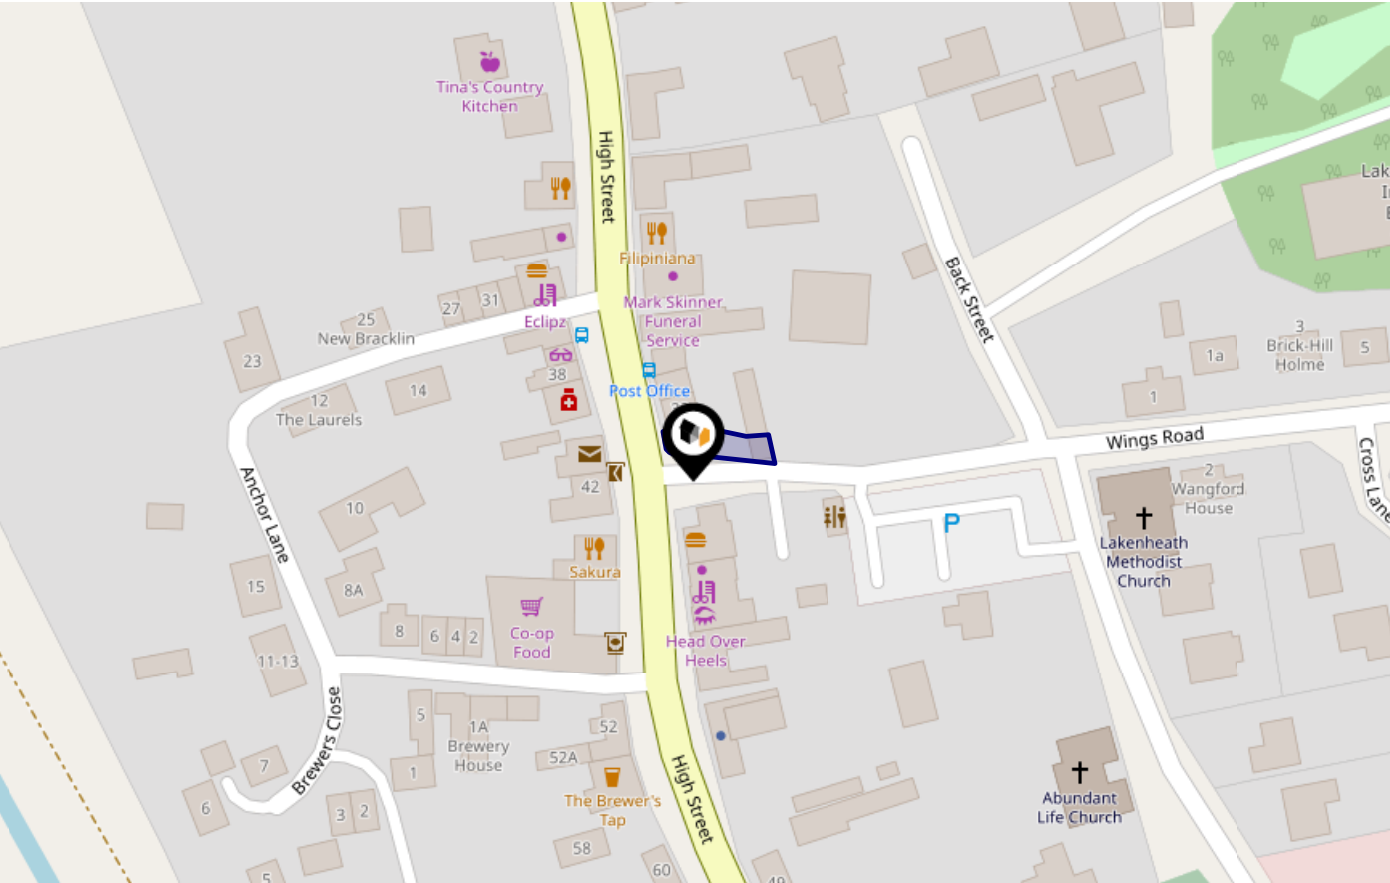 Tina's Country
Kitchen
High Street
Lak
Filipiniana
Back Street
Mark Skinner
Funeral
Service
Eclipz
27
31
25
New Bracklin
23
3
Brick-Hill
Holme
1a
5
38
14
Post Office
12
The Laurels
1
Wings Road
Cross Lane
Anchor Lane
42
10
P
2
Wangford
House
Lakenheath
Methodist
Church
Sakura
15
8A
Co-op
Food
8
6
4
2
Head Over
Heels
11-13
Brewers Close
5
1A
Brewery
House
52
52A
7
1
6
3
2
The Brewer's
Tap
High Street
Abundant
Life Church
58
60
5
49